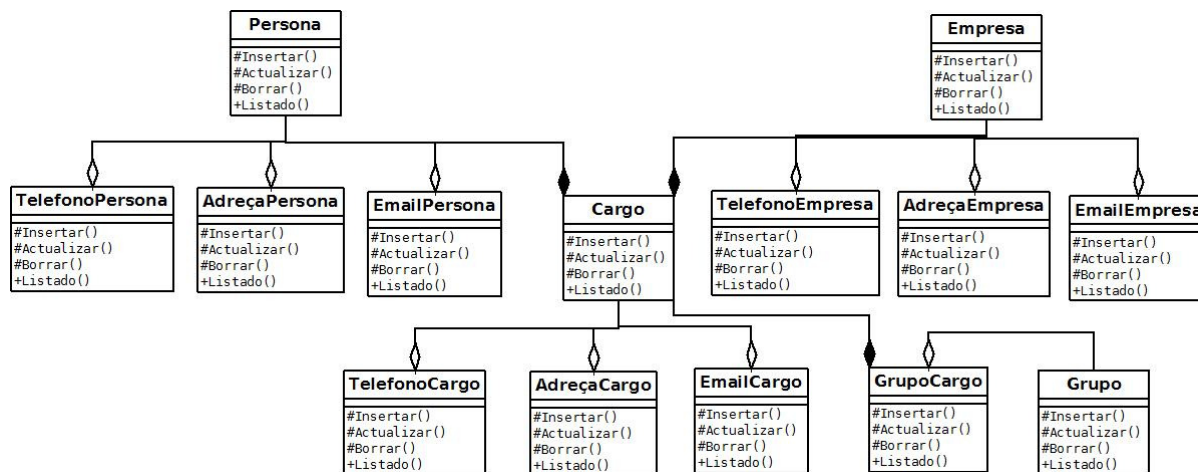 Persona
#Insertar()
#Actualizar()
#Borrar()
+Listado()
Empresa
#Insertar()
#Actualizar()
#Borrar()
+Listado()
TelefonoPersona
#Insertar()
#Actualizar()
#Borrar()
+Listado()
AdreçaPersona
#Insertar()
#Actualizar()
#Borrar()
+Listado()
EmailPersona
#Insertar()
#Actualizar()
#Borrar()
+Listado()
Cargo
#Insertar()
#Actualizar()
#Borrar()
+Listado()
TelefonoEmpresa
#Insertar()
#Actualizar()
#Borrar()
+Listado()
AdreçaEmpresa
#Insertar()
#Actualizar()
#Borrar()
+Listado()
EmailEmpresa
#Insertar()
#Actualizar()
#Borrar()
+Listado()
TelefonoCargo
#Insertar()
#Actualizar()
#Borrar()
+Listado()
AdreçaCargo
#Insertar()
#Actualizar()
#Borrar()
+Listado()
EmailCargo
#Insertar()
#Actualizar()
#Borrar()
+Listado()
GrupoCargo
#Insertar()
#Actualizar()
#Borrar()
+Listado()
Grupo
#Insertar()
#Actualizar()
#Borrar()
+Listado()